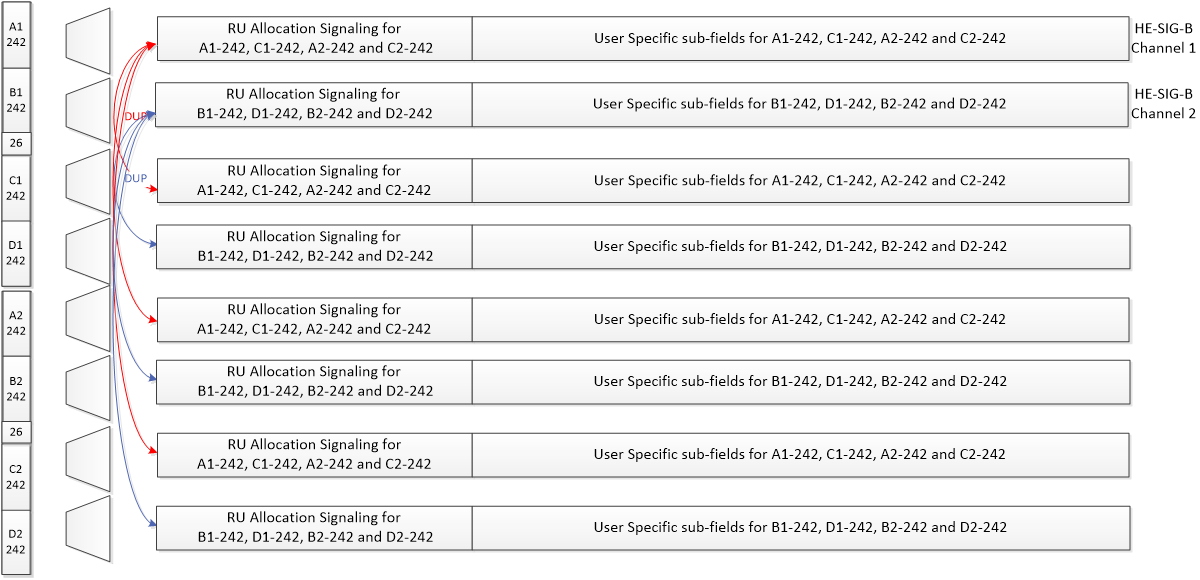 A1
242
B1
242
26
C1
242
D1
242
A2
242
B2
242
26
C2
242
D2
242
RU Allocation Signaling for
A1-242, C1-242, A2-242 and C2-242
User Specific sub-fields for A1-242, C1-242, A2-242 and C2-242
HE-SIG-B
Channel 1
RU Allocation Signaling for
B1-242, D1-242, B2-242 and D2-242
User Specific sub-fields for B1-242, D1-242, B2-242 and D2-242
HE-SIG-B
Channel 2
DUP
DUP
RU Allocation Signaling for
A1-242, C1-242, A2-242 and C2-242
User Specific sub-fields for A1-242, C1-242, A2-242 and C2-242
RU Allocation Signaling for
B1-242, D1-242, B2-242 and D2-242
User Specific sub-fields for B1-242, D1-242, B2-242 and D2-242
RU Allocation Signaling for
A1-242, C1-242, A2-242 and C2-242
User Specific sub-fields for A1-242, C1-242, A2-242 and C2-242
RU Allocation Signaling for
B1-242, D1-242, B2-242 and D2-242
User Specific sub-fields for B1-242, D1-242, B2-242 and D2-242
RU Allocation Signaling for
A1-242, C1-242, A2-242 and C2-242
User Specific sub-fields for A1-242, C1-242, A2-242 and C2-242
RU Allocation Signaling for
B1-242, D1-242, B2-242 and D2-242
User Specific sub-fields for B1-242, D1-242, B2-242 and D2-242